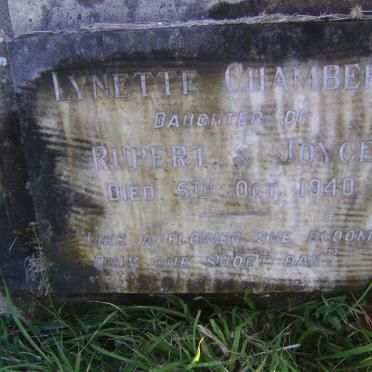 LYNETTE CHAMBER
DAUGHTER OF
RUPERT & JOYCE
DIED 5TH OCT. 1940
"LIKE A FLOWER SHE BLOOM
ONLY ONE SHORT DAY"